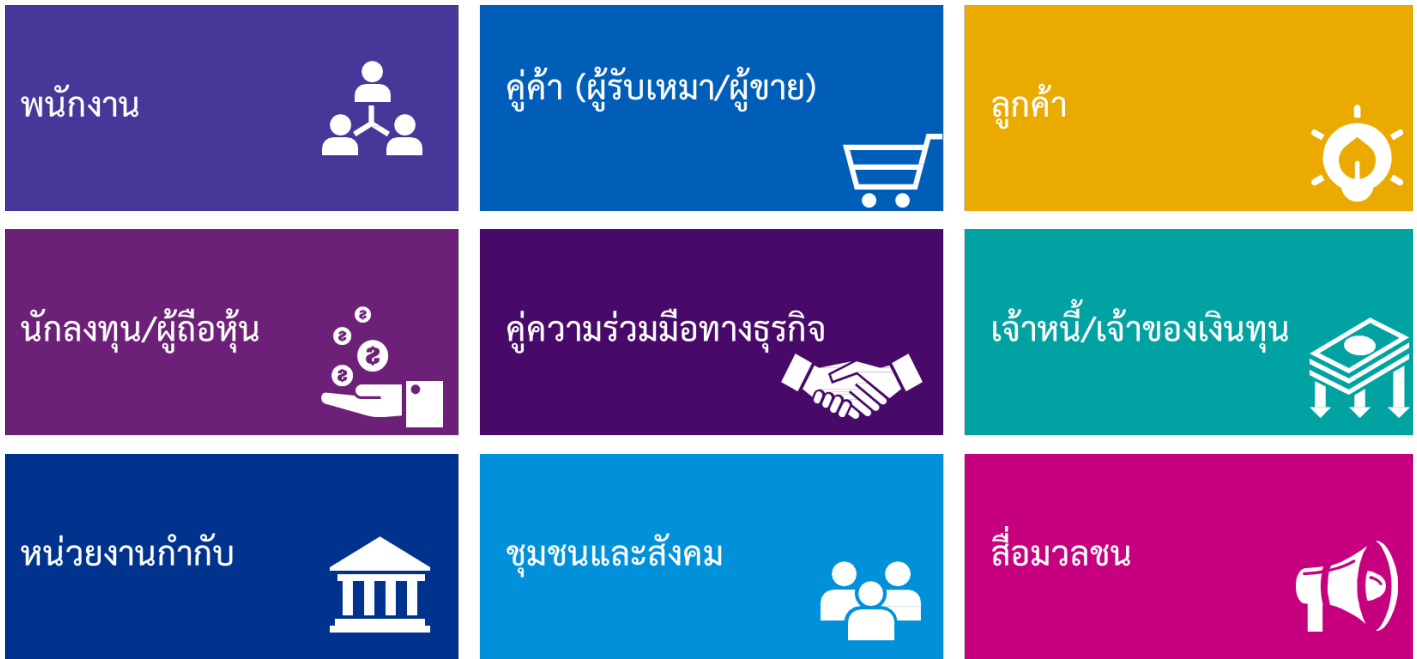 พนักงาน
คู่ค้า (ผู้รับเหมา/ผู้ขาย)
ลูกค้า
นักลงทุน/ผู้ถือหุ้น
คู่ความร่วมมือทางธุรกิจ
เจ้าหนี้/เจ้าของเงินทุน
หน่วยงานกำกับ
ชุมชนและสังคม
สื่อมวลชน